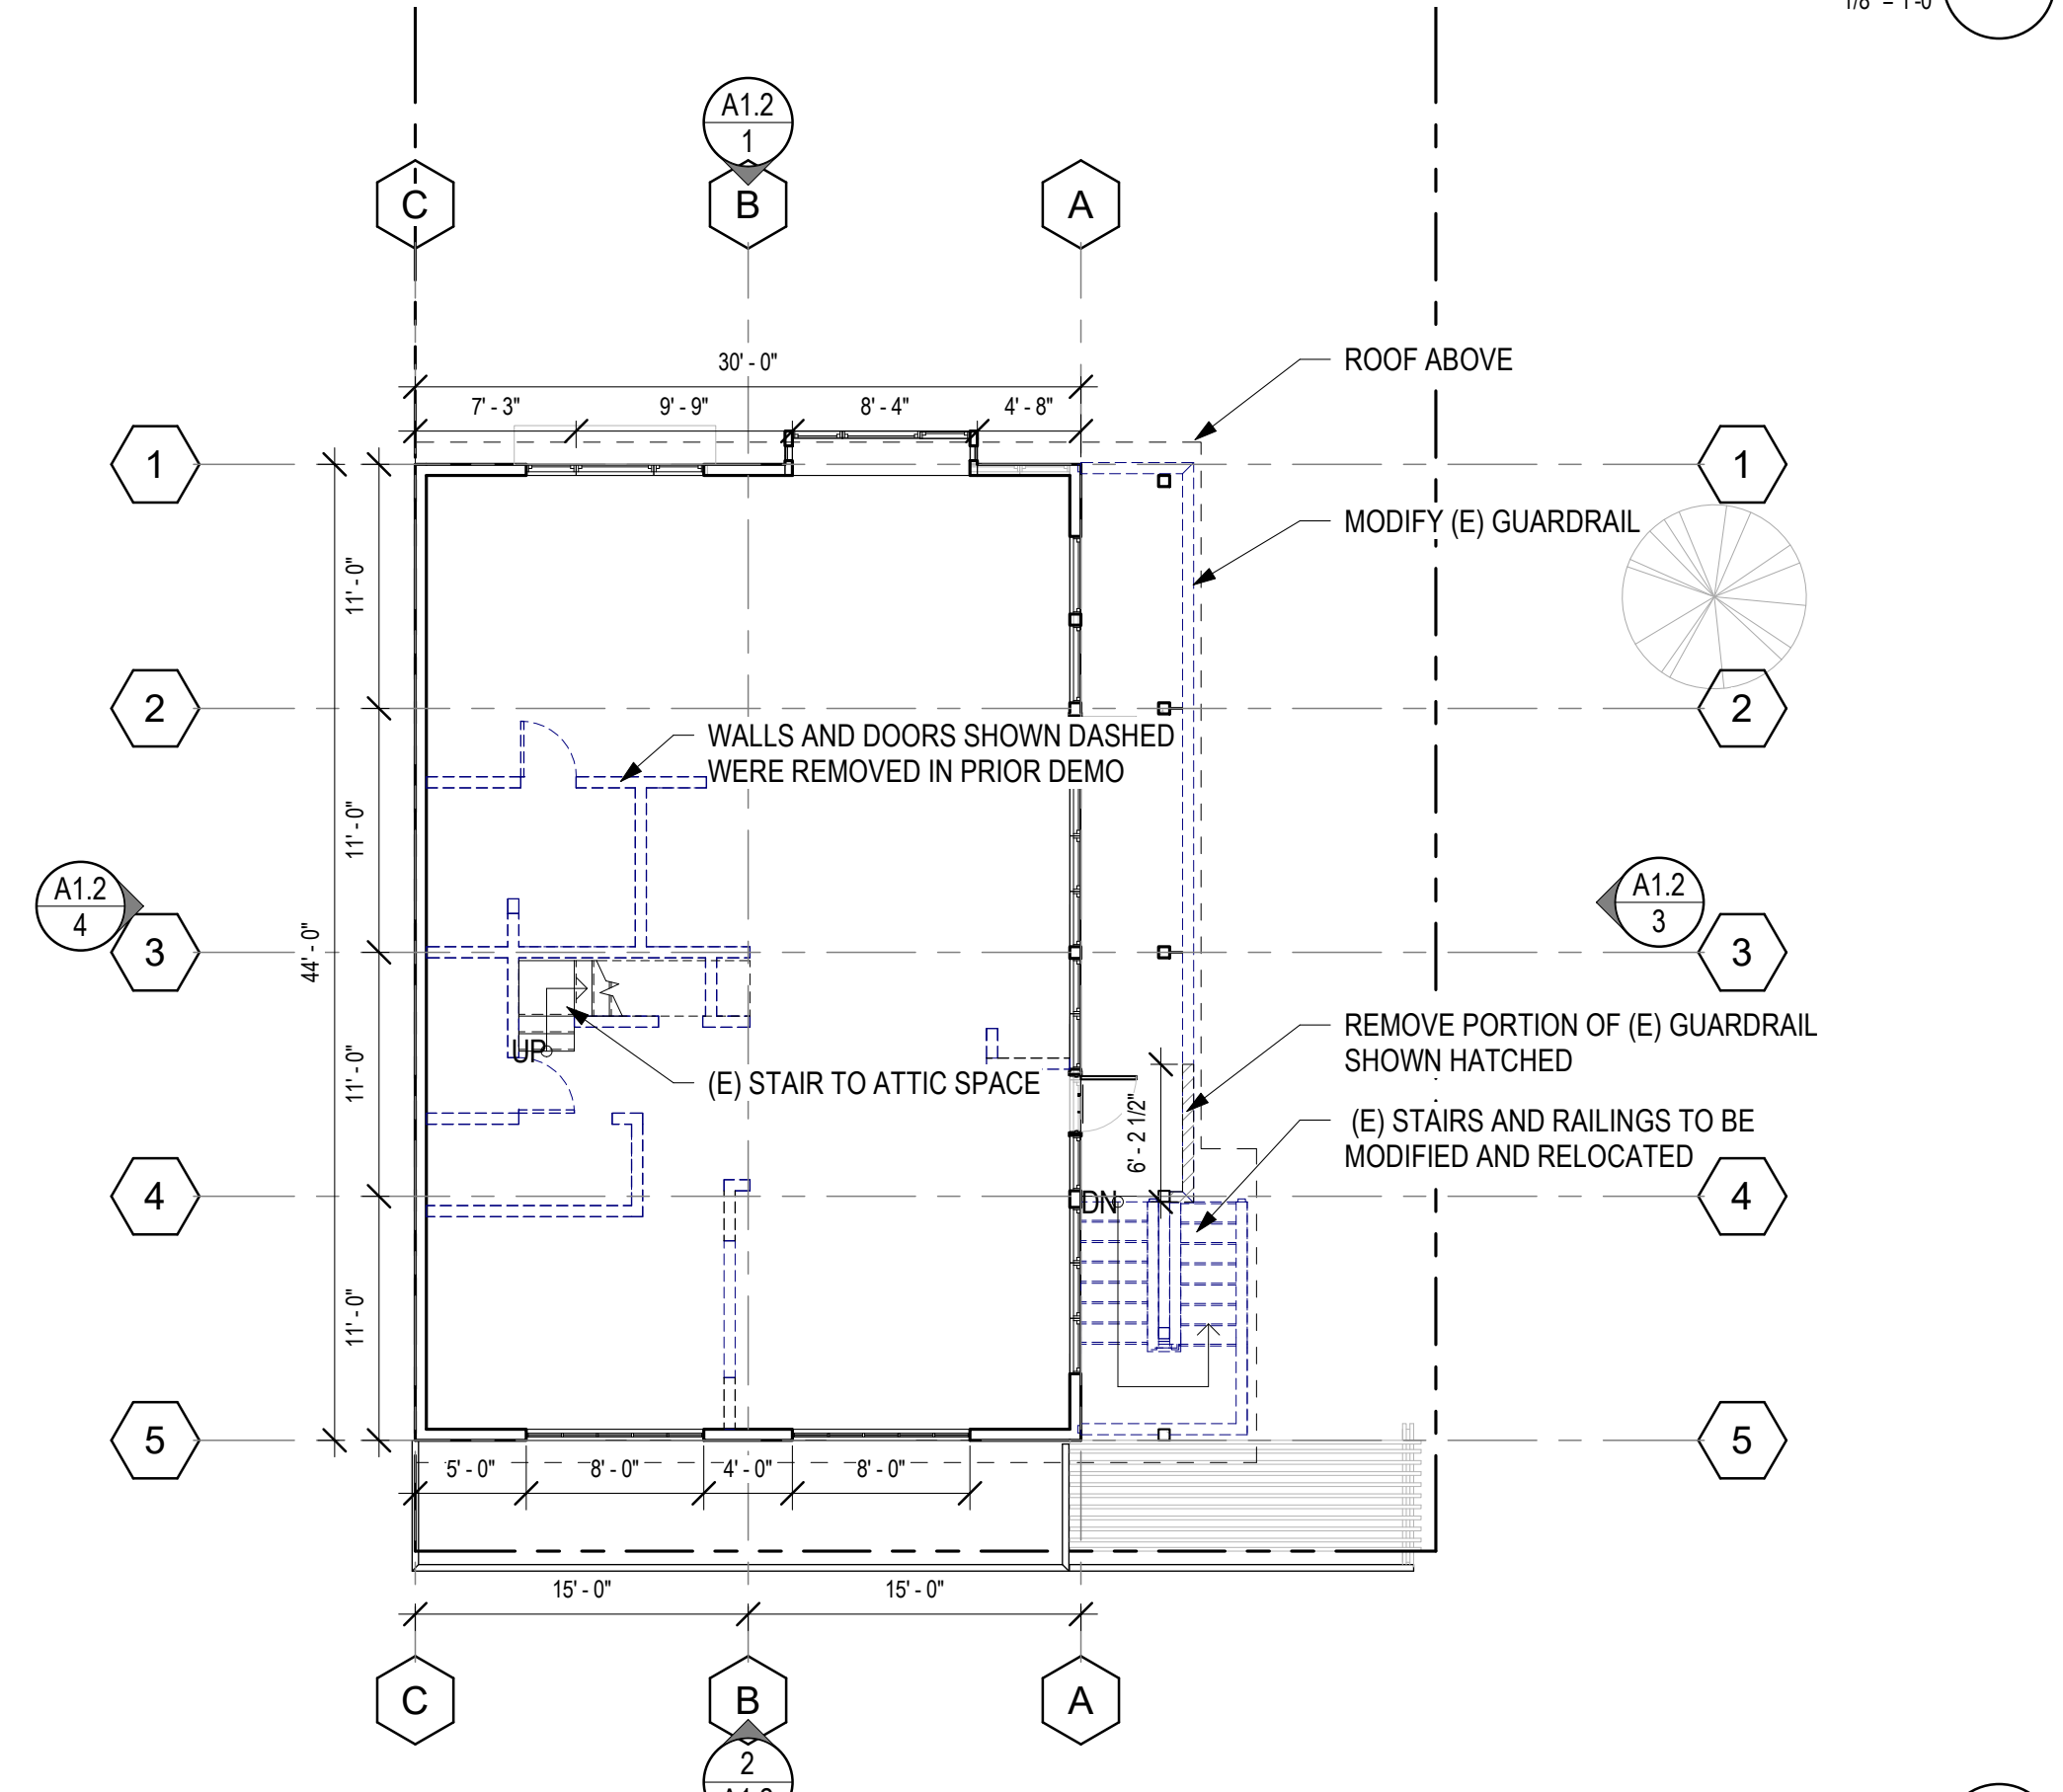 1/8" = 1'-0"
A1.2
1
C
B
A
30' - 0"
7' - 3"
9' - 9"
8' - 4"
4' - 8"
ROOF ABOVE
1
1
MODIFY (E) GUARDRAIL
11' - 0"
2
2
WALLS AND DOORS SHOWN DASHED
WERE REMOVED IN PRIOR DEMO
11' - 0"
A1.2
4
A1.2
3
3
3
44' - 0"
REMOVE PORTION OF (E) GUARDRAIL
SHOWN HATCHED
UP
(E) STAIR TO ATTIC SPACE
11' - 0"
6' - 2 1/2"
(E) STAIRS AND RAILINGS TO BE
MODIFIED AND RELOCATED
4
DN
4
11' - 0"
5
5
5' - 0"
8' - 0"
4' - 0"
8' - 0"
15' - 0"
15' - 0"
C
B
A
2